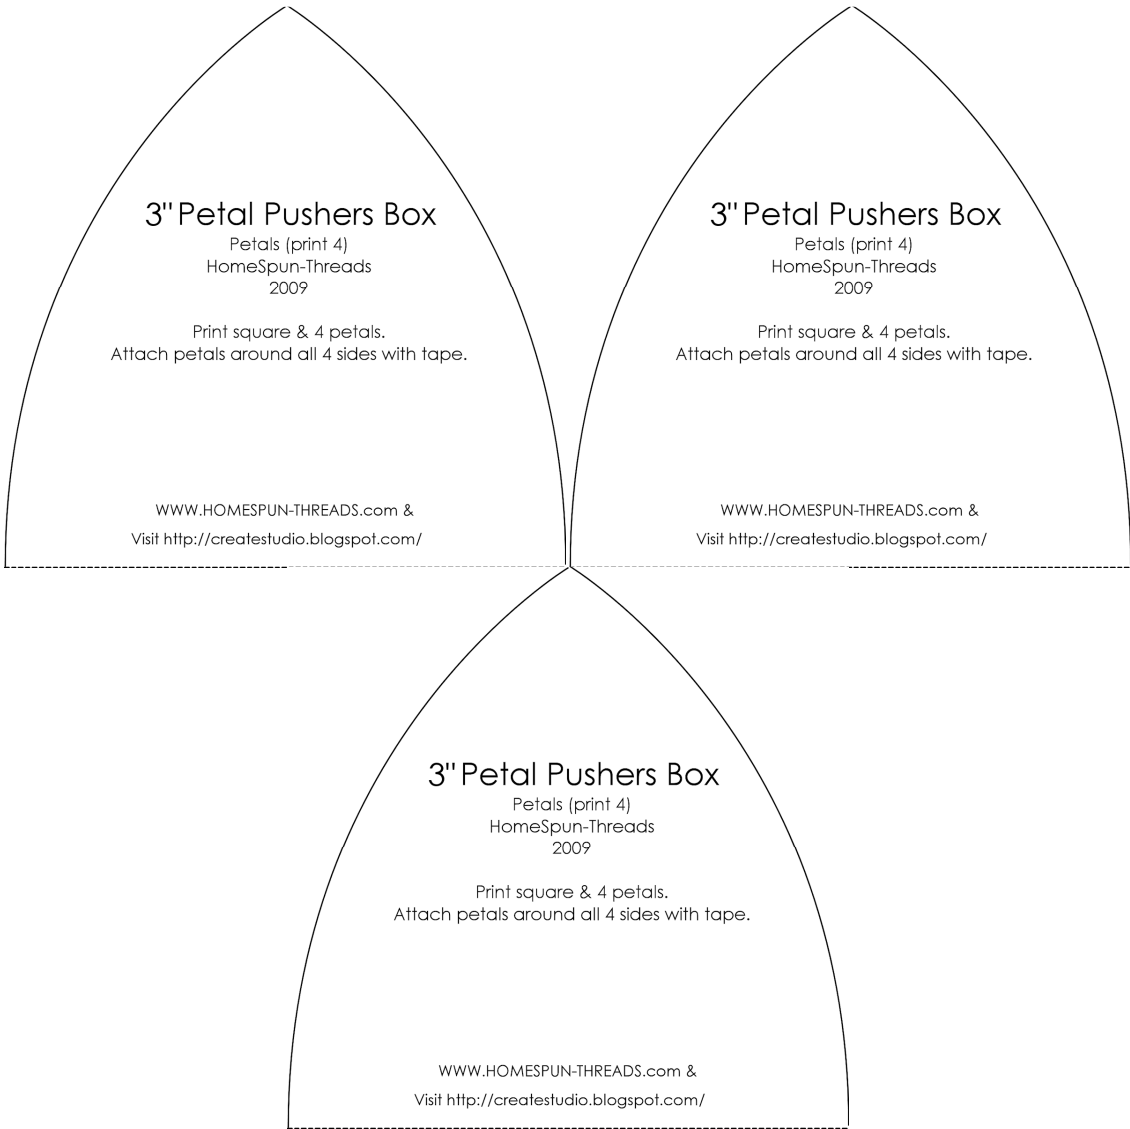 3" Petal Pushers Box
Petals (print 4)
HomeSpun-Threads
2009
Print square & 4 petals.
Attach petals around all 4 sides with tape.
WWW.HOMESPUN-THREADS.com &
Visit http://createstudio.blogspot.com/
3" Petal Pushers Box
Petals (print 4)
HomeSpun-Threads
2009
Print square & 4 petals.
Attach petals around all 4 sides with tape.
WWW.HOMESPUN-THREADS.com &
Visit http://createstudio.blogspot.com/
3" Petal Pushers Box
Petals (print 4)
HomeSpun-Threads
2009
Print square & 4 petals.
Attach petals around all 4 sides with tape.
WWW.HOMESPUN-THREADS.com &
Visit http://createstudio.blogspot.com/